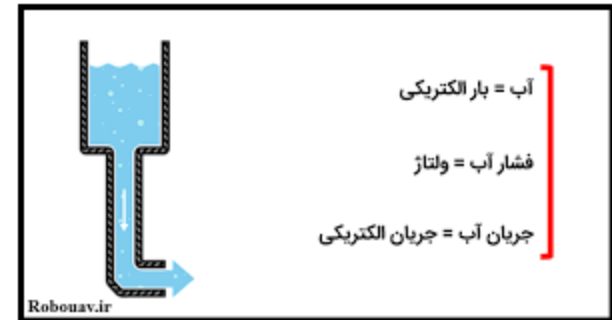 آب = بار الکتریکی
فشار آب = ولتاژ
جریان آب = جریان الکتریکی
Robouav.ir